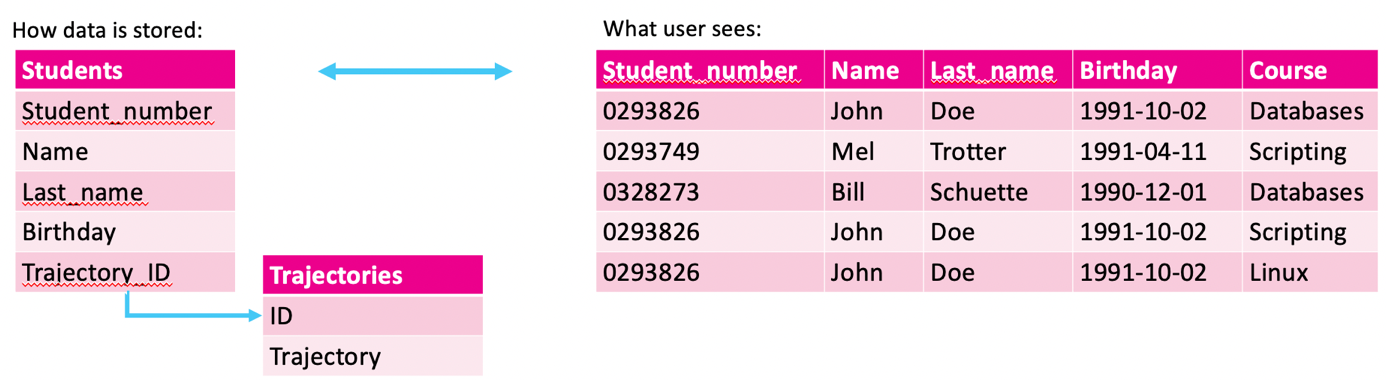 How data is stored:
Students
Student_number
Name
Last_name
Birthday
Trajectory_ID
Trajectories
ID
Trajectory
What user sees:
Student_number Name Last_name Birthday Course
0293826 John Doe 1991-10-02 Databases
0293749 Mel Trotter 1991-04-11 Scripting
0328273 Bill Schuette 1990-12-01 Databases
0293826 John Doe 1991-10-02 Scripting
0293826 John Doe 1991-10-02 Linux